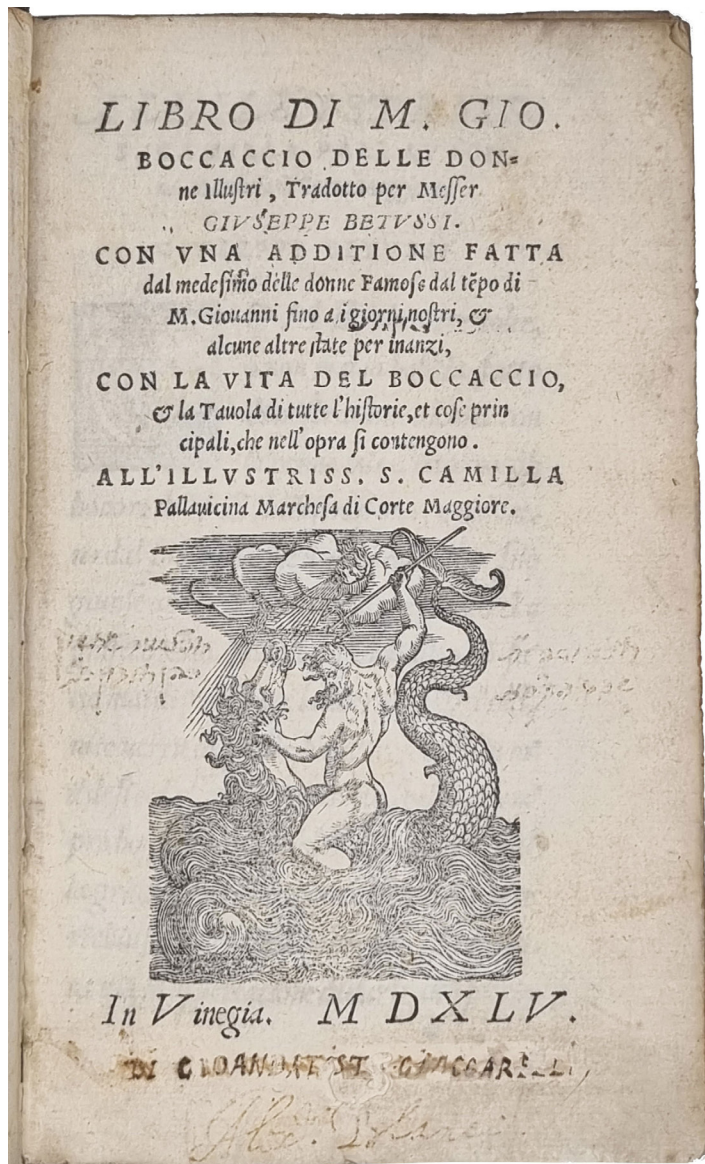 LIBRO DI M. GIO.
BOCCACCIO DELLE DON=
ne Illuſtri, Tradotto per Meſſer
GIVSEPPE BETVSSI.
CON VNA ADDITIONE FATTA
dal medeſimo delle donne Famoſe dal tẽpo di
M. Giouanni fino a i giorni noſtri, &
alcune altre ſtate per inanzi,
CON LA VITA DEL BOCCACCIO,
& la Tauola di tutte l'hiſtorie, et coſe prin
cipali, che nell'opra ſi contengono.
ALL'ILLVSTRISS. S. CAMILLA
Pallauicina Marcheſa di Corte Maggiore.
In Vinegia. M D X L V.
DI